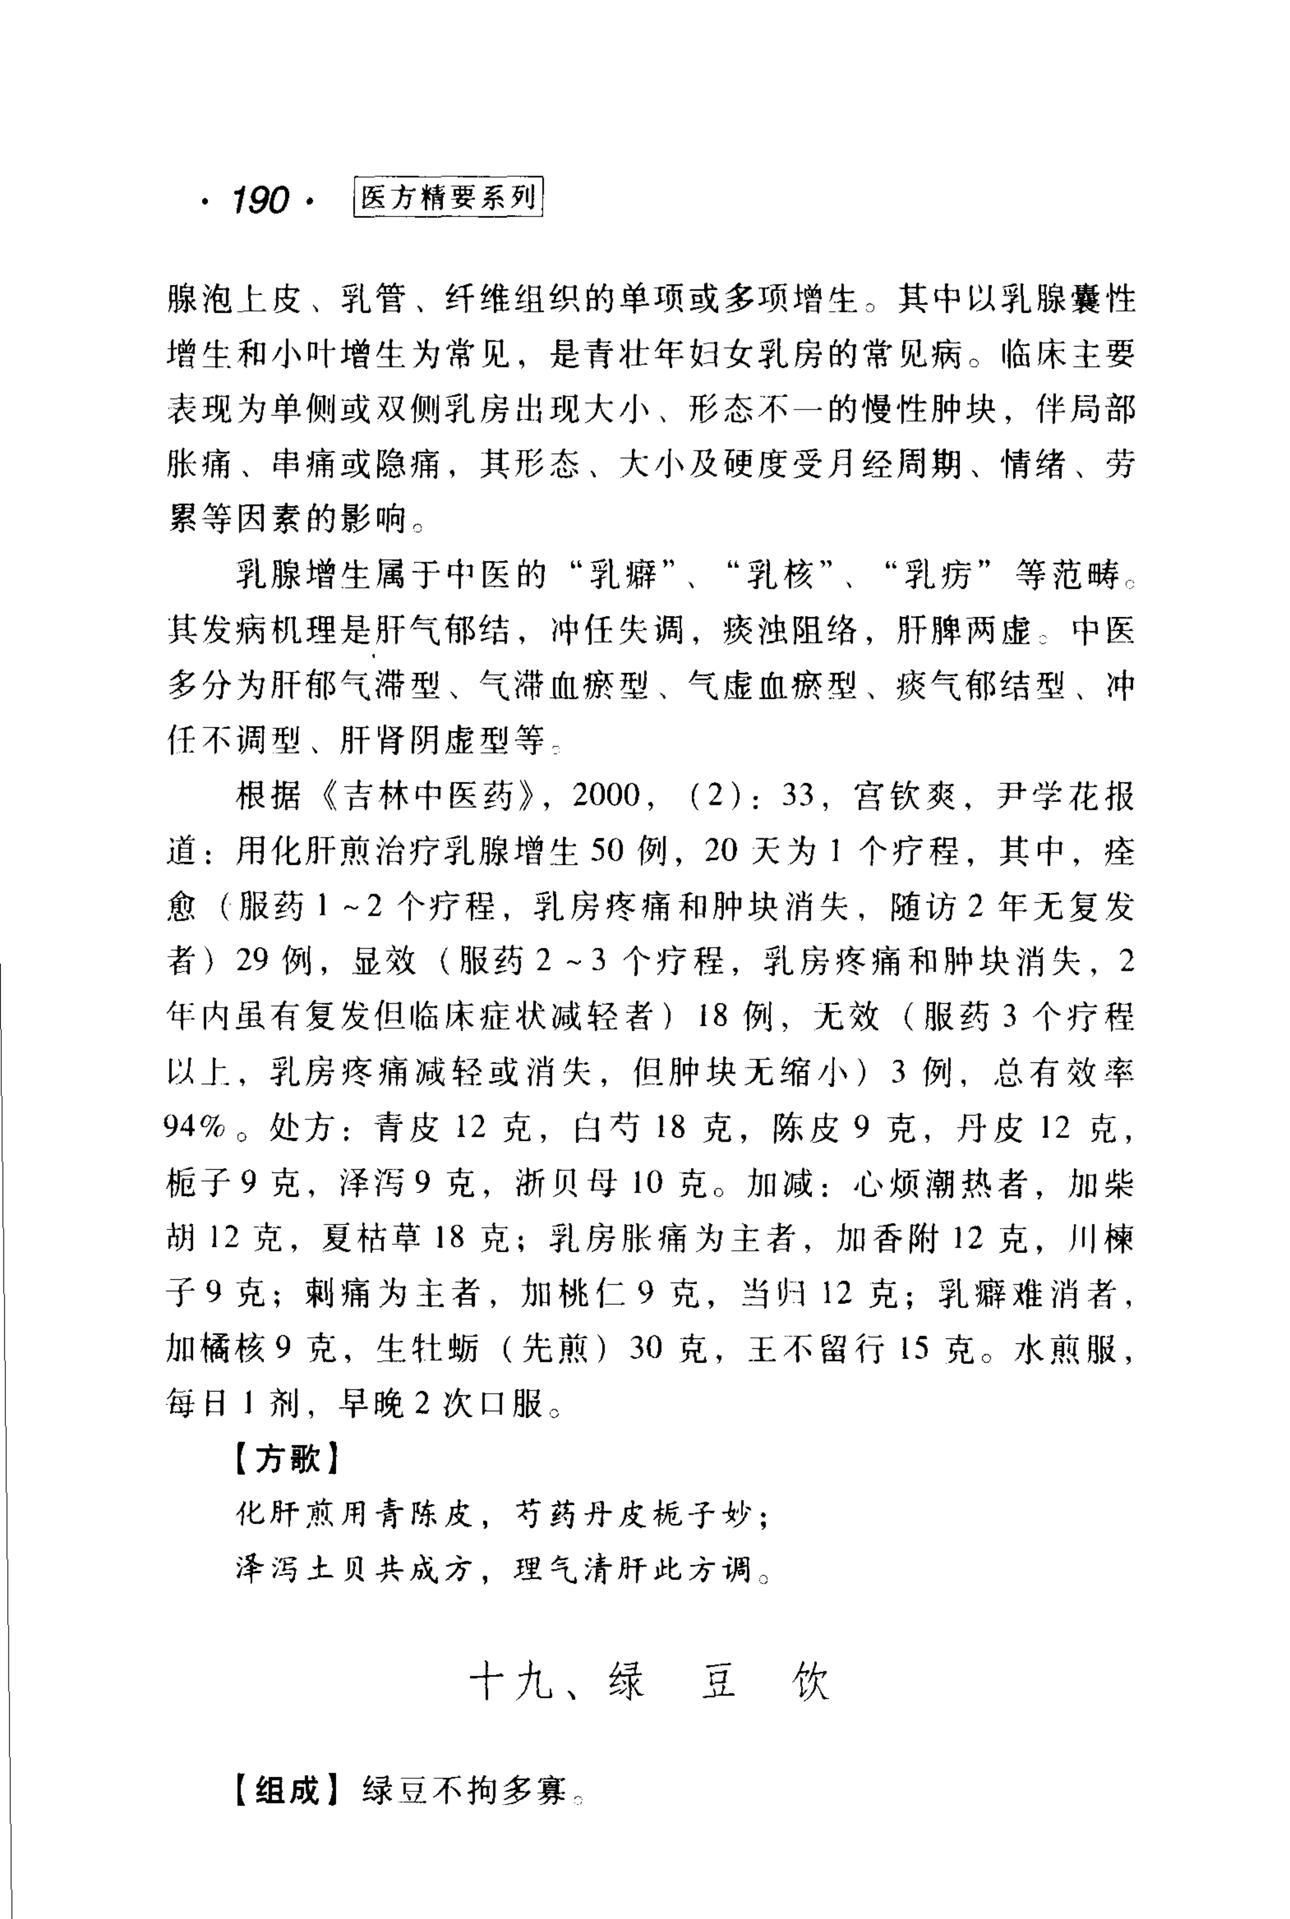 · 190 · 医方精要系列
腺泡上皮、乳管、纤维组织的单项或多项增生。其中以乳腺囊性
增生和小叶增生为常见，是青壮年妇女乳房的常见病。临床主要
表现为单侧或双侧乳房出现大小、形态不一的慢性肿块，伴局部
胀痛、串痛或隐痛，其形态、大小及硬度受月经周期、情绪、劳
累等因素的影响。
乳腺增生属于中医的“乳癖”、“乳核”、“乳疠”等范畴。
其发病机理是肝气郁结，冲任失调，痰浊阻络，肝脾两虚。中医
多分为肝郁气滞型、气滞血瘀型、气虚血瘀型、痰气郁结型、冲
任不调型、肝肾阴虚型等。
根据《吉林中医药》，2000，（2）：33，宫钦爽，尹学花报
道：用化肝煎治疗乳腺增生 50 例，20 天为 1 个疗程，其中，痊
愈（服药 1～2 个疗程，乳房疼痛和肿块消失，随访 2 年无复发
者）29 例，显效（服药 2～3 个疗程，乳房疼痛和肿块消失，2
年内虽有复发但临床症状减轻者）18 例，无效（服药 3 个疗程
以上，乳房疼痛减轻或消失，但肿块无缩小）3 例，总有效率
94%。处方：青皮 12 克，白芍 18 克，陈皮 9 克，丹皮 12 克，
栀子 9 克，泽泻 9 克，浙贝母 10 克。加减：心烦潮热者，加柴
胡 12 克，夏枯草 18 克；乳房胀痛为主者，加香附 12 克，川楝
子 9 克；刺痛为主者，加桃仁 9 克，当归 12 克；乳癖难消者，
加橘核 9 克，生牡蛎（先煎）30 克，王不留行 15 克。水煎服，
每日 1 剂，早晚 2 次口服。
【方歌】
化肝煎用青陈皮，芍药丹皮栀子妙；
泽泻土贝共成方，理气清肝此方调。
十九、绿 豆 饮
【组成】绿豆不拘多寡。